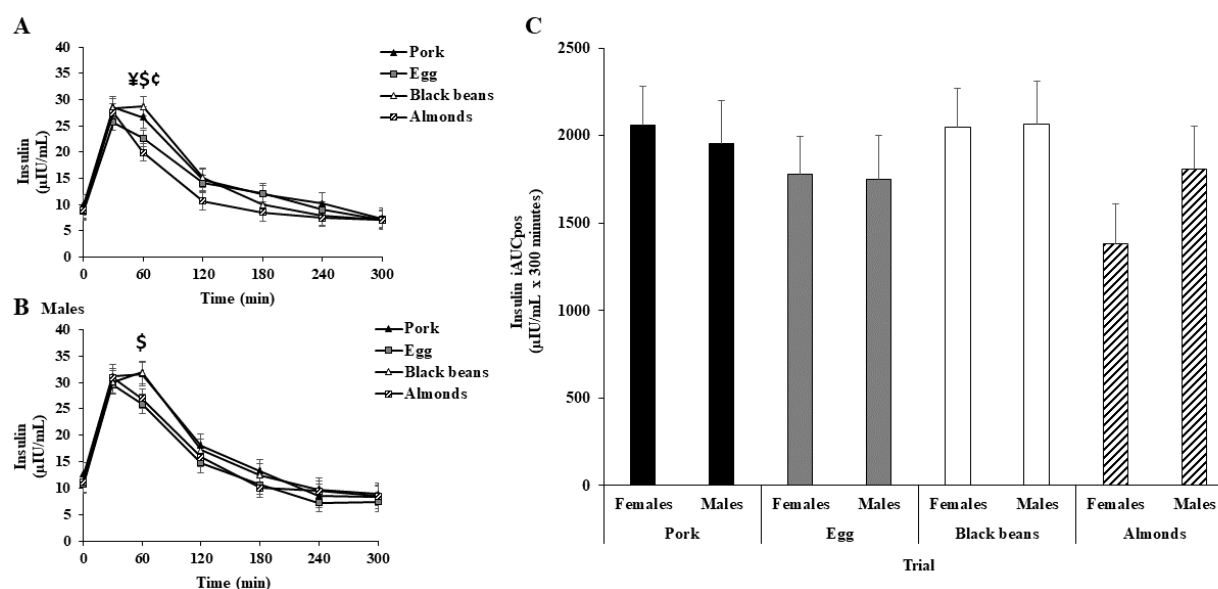 A
40
35
30
25
20
15
10
5
0
Insulin
(µIU/mL)
¥$¢
Pork
Egg
Black beans
Almonds
0 60 120 180 240 300
Time (min)
B Males
40
35
30
25
20
15
10
5
0
Insulin
(µIU/mL)
$
Pork
Egg
Black beans
Almonds
0 60 120 180 240 300
Time (min)
C
2500
2000
1500
1000
500
0
Insulin iAUCpos
(µIU/mL x 300 minutes)
Females Males Females Males Females Males Females Males
Pork Egg Black beans Almonds
Trial